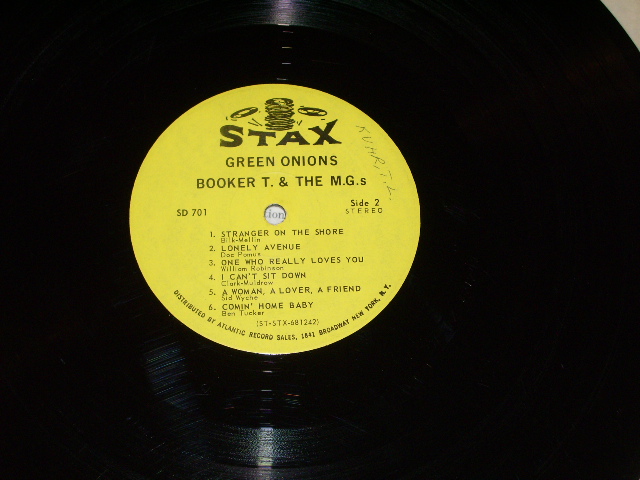 STAX
GREEN ONIONS
BOOKER T. & THE M.G.s
SD 701
Side 2
STEREO
1. STRANGER ON THE SHORE
Bilk-Mellin
2. LONELY AVENUE
Doc Pomus
3. ONE WHO REALLY LOVES YOU
William Robinson
4. I CAN'T SIT DOWN
Clark-Muldrow
5. A WOMAN, A LOVER, A FRIEND
Sid Wyche
6. COMIN' HOME BABY
Ben Tucker
(ST-STX-681242)
DISTRIBUTED BY ATLANTIC RECORD SALES, 1841 BROADWAY NEW YORK, N.Y.